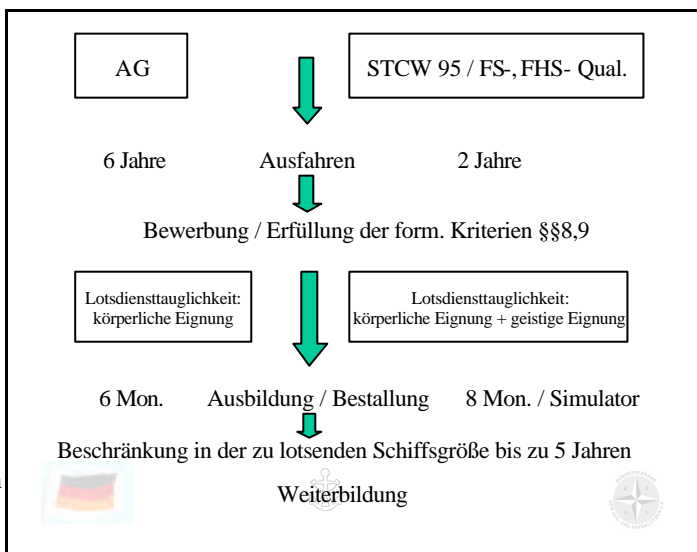 AG
STCW 95 / FS-, FHS- Qual.
6 Jahre Ausfahren 2 Jahre
Bewerbung / Erfüllung der form. Kriterien §§8,9
Lotsdiensttauglichkeit:
körperliche Eignung
Lotsdiensttauglichkeit:
körperliche Eignung + geistige Eignung
6 Mon. Ausbildung / Bestallung 8 Mon. / Simulator
Beschränkung in der zu lotsenden Schiffsgröße bis zu 5 Jahren
Weiterbildung